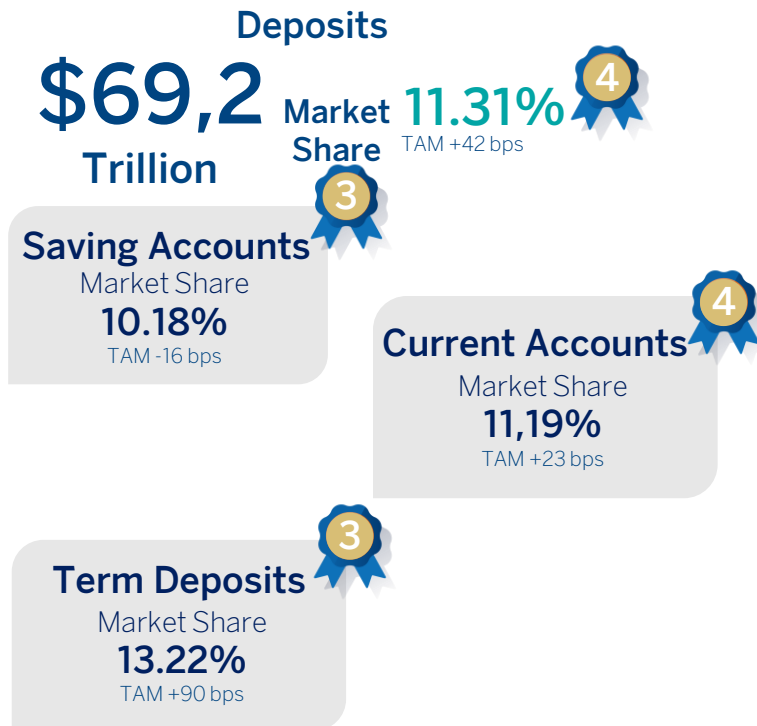 Deposits
$69,2
Trillion
Market
Share
11.31%
TAM +42 bps
4
3
Saving Accounts
Market Share
10.18%
TAM -16 bps
4
Current Accounts
Market Share
11,19%
TAM +23 bps
3
Term Deposits
Market Share
13.22%
TAM +90 bps